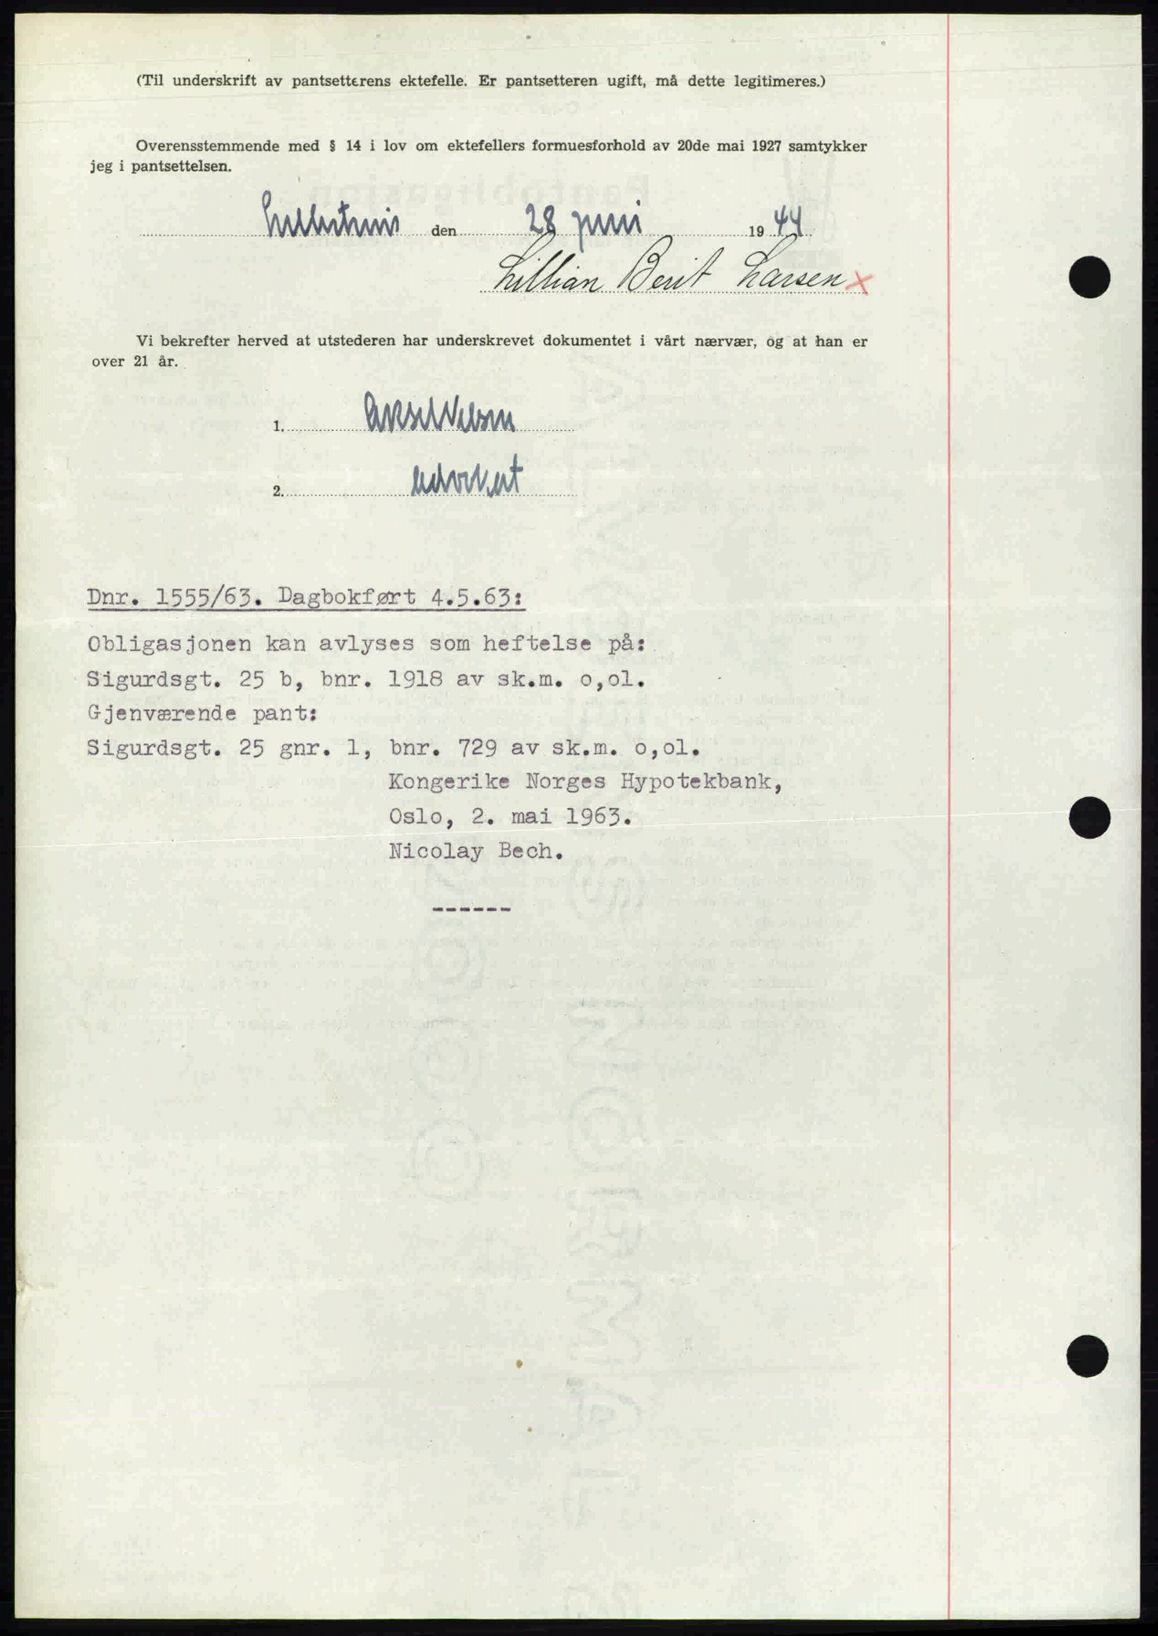 (Til underskrift av pantsetterens ektefelle. Er pantsetteren ugift, må dette legitimeres.)
Overensstemmende med § 14 i lov om ektefellers formuesforhold av 20de mai 1927 samtykker
jeg i pantsettelsen.
den 28 juni 1944
Lillian Berit Larsen x
Vi bekrefter herved at utstederen har underskrevet dokumentet i vårt nærvær, og at han er
over 21 år.
1. Aksel Nelson
2. advokat
Dnr. 1555/63. Dagbokført 4.5.63:
Obligasjonen kan avlyses som heftelse på:
Sigurdsgt. 25 b, bnr. 1918 av sk.m. o,ol.
Gjenværende pant:
Sigurdsgt. 25 gnr. 1, bnr. 729 av sk.m. o,ol.
Kongerike Norges Hypotekbank,
Oslo, 2. mai 1963.
Nicolay Bech.
------